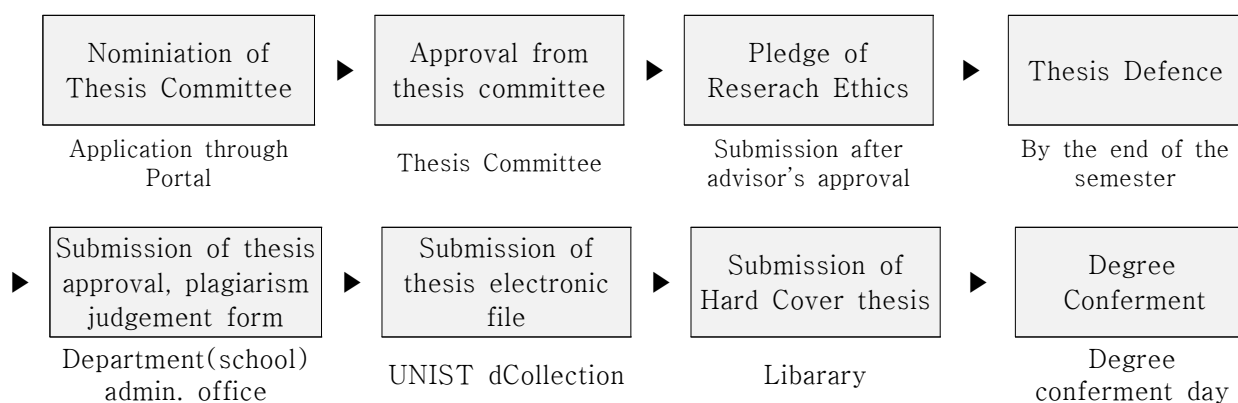 Nominiation of
Thesis Committee
Application through
Portal
▶
Approval from
thesis committee
Thesis Committee
▶
Pledge of
Reserach Ethics
Submission after
advisor's approval
▶
Thesis Defence
By the end of the
semester
▶
Submission of thesis
approval, plagiarism
judgement form
Department(school)
admin. office
▶
Submission of
thesis electronic
file
UNIST dCollection
▶
Submission of
Hard Cover thesis
Libarary
▶
Degree
Conferment
Degree
conferment day